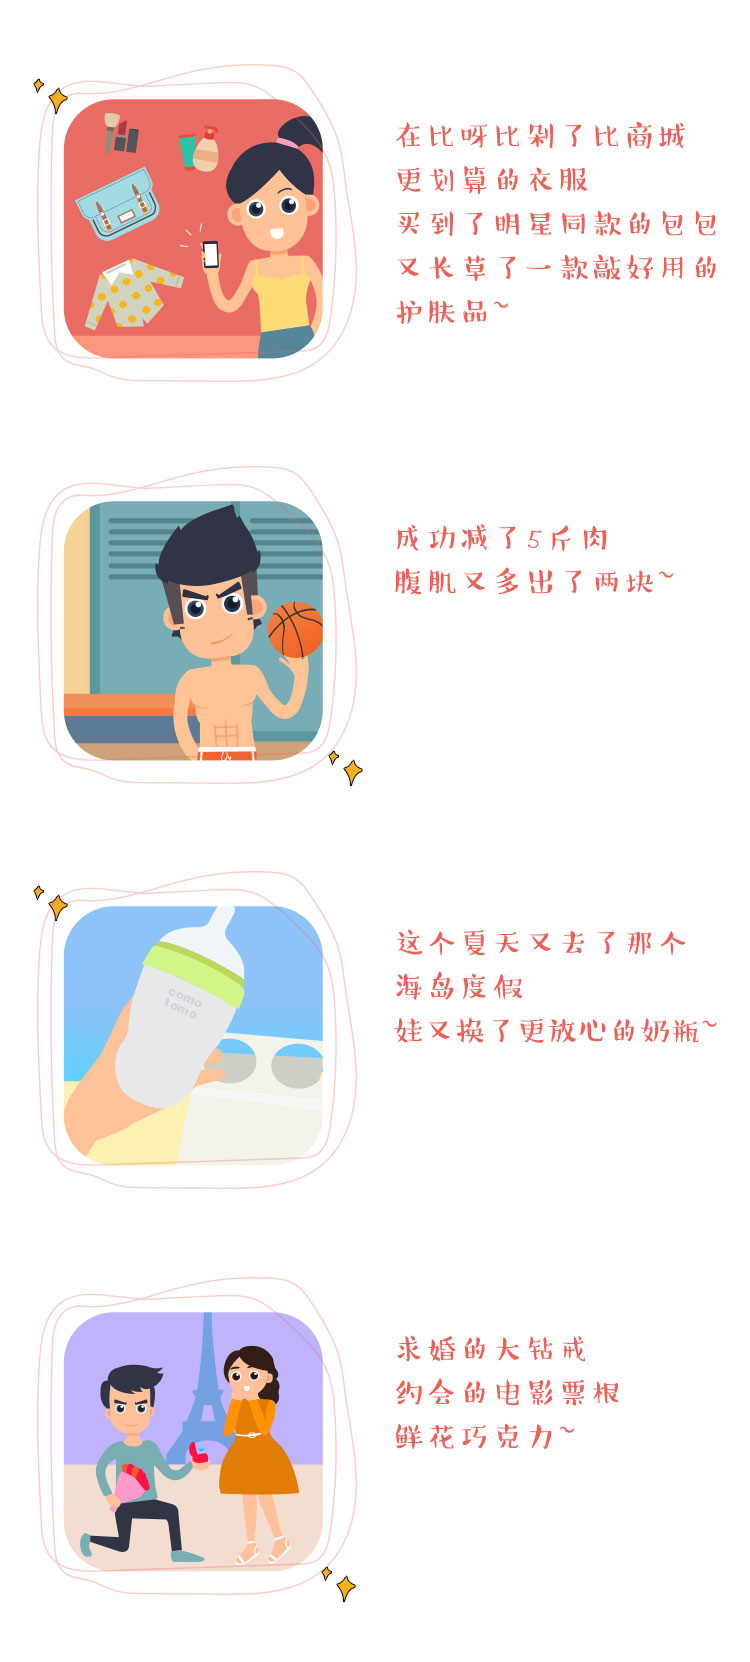 在比呀比剁了比商城
更划算的衣服
买到了明星同款的包包
又长草了一款敲好用的
护肤品~
成功减了5斤肉
腹肌又多出了两块~
como
tomo
这个夏天又去了那个
海岛度假
娃又换了更放心的奶瓶~
求婚的大钻戒
约会的电影票根
鲜花巧克力~